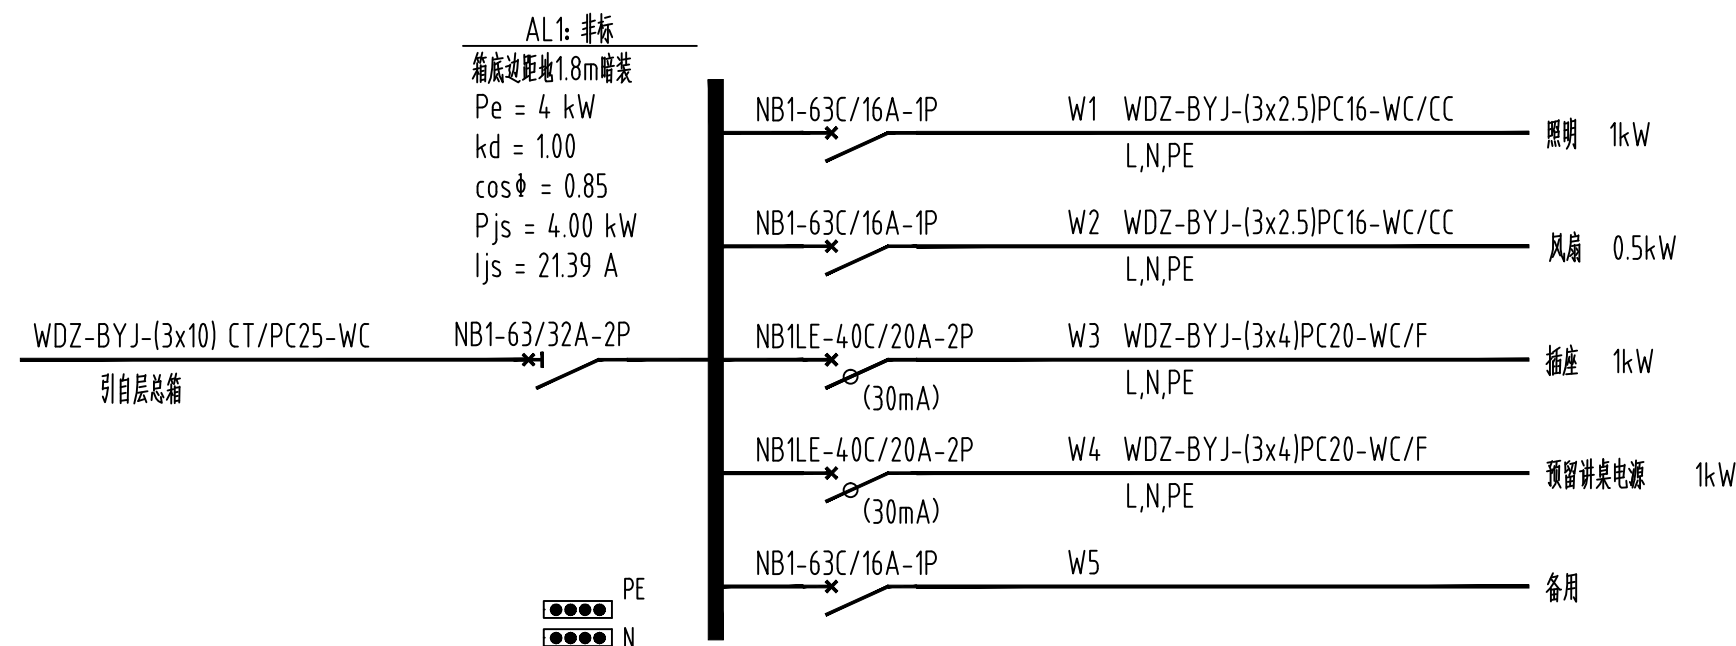 AL1: 非标
箱底边距地1.8m暗装
Pe = 4 kW
kd = 1.00
cosΦ = 0.85
Pjs = 4.00 kW
Ijs = 21.39 A
WDZ-BYJ-(3x10) CT/PC25-WC
NB1-63/32A-2P
引自层总箱
NB1-63C/16A-1P W1 WDZ-BYJ-(3x2.5)PC16-WC/CC
照明 1kW
L,N,PE
NB1-63C/16A-1P W2 WDZ-BYJ-(3x2.5)PC16-WC/CC
风扇 0.5kW
L,N,PE
NB1LE-40C/20A-2P W3 WDZ-BYJ-(3x4)PC20-WC/F
插座 1kW
L,N,PE
(30mA)
NB1LE-40C/20A-2P W4 WDZ-BYJ-(3x4)PC20-WC/F
预留讲桌电源 1kW
L,N,PE
(30mA)
NB1-63C/16A-1P W5
备用
PE
N